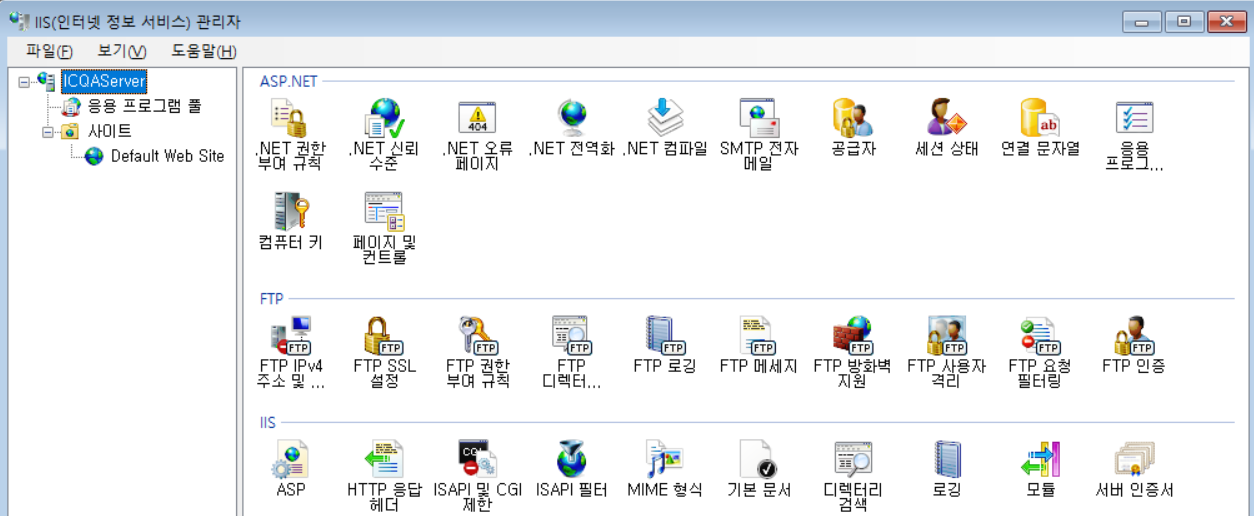 IIS(인터넷 정보 서비스) 관리자
파일(F) 보기(V) 도움말(H)
ICQAServer
응용 프로그램 풀
사이트
Default Web Site
ASP.NET
.NET 권한
부여 규칙
.NET 신뢰
수준
404
.NET 오류
페이지
.NET 전역화
.NET 컴파일
SMTP 전자
메일
공급자
세션 상태
ab
연결 문자열
응용
프로그...
컴퓨터 키
페이지 및
컨트롤
FTP
FTP
FTP IPv4
주소 및 ...
FTP
FTP SSL
설정
FTP
FTP 권한
부여 규칙
FTP
FTP
디렉터...
FTP
FTP 로깅
FTP
FTP 메세지
FTP
FTP 방화벽
지원
FTP
FTP 사용자
격리
FTP
FTP 요청
필터링
FTP
FTP 인증
IIS
ASP
HTTP 응답
헤더
CGI
ISAPI 및 CGI
제한
ISAPI 필터
MIME 형식
기본 문서
디렉터리
검색
로깅
모듈
서버 인증서